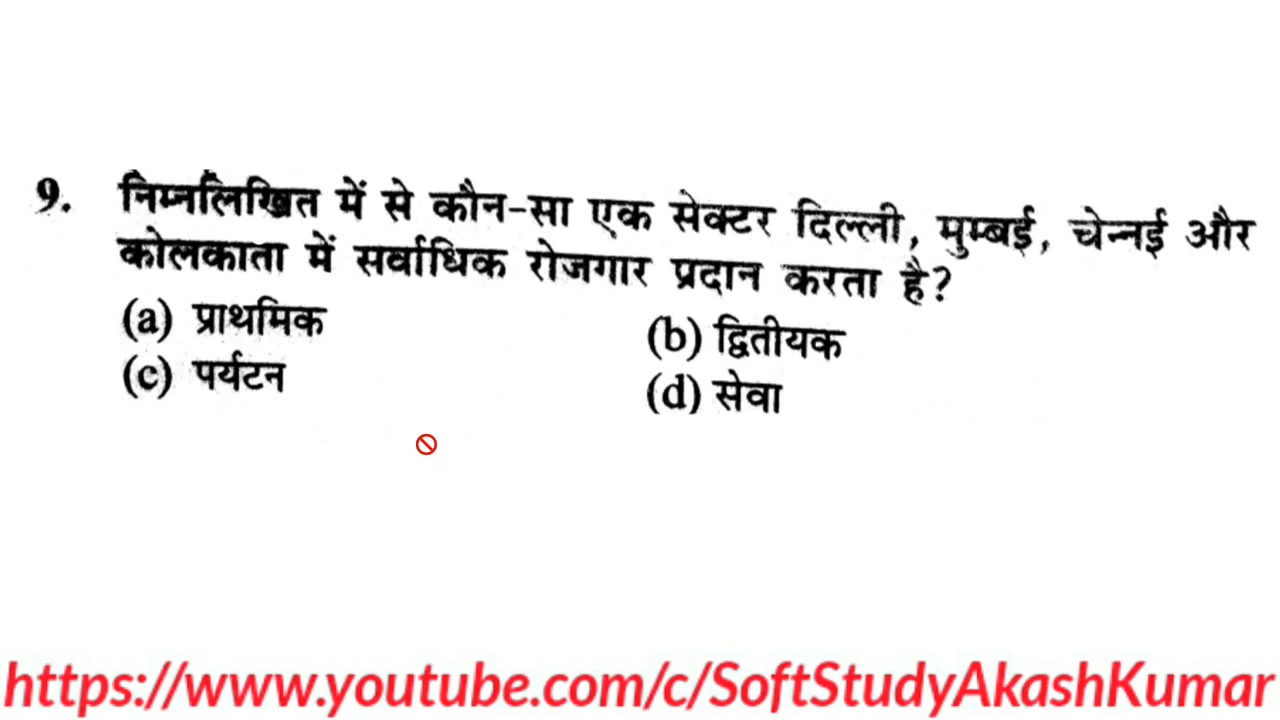 9. निम्नलिखित में से कौन-सा एक सेक्टर दिल्ली, मुम्बई, चेन्नई और
कोलकाता में सर्वाधिक रोजगार प्रदान करता है?
(a) प्राथमिक (b) द्वितीयक
(c) पर्यटन (d) सेवा
https://www.youtube.com/c/SoftStudyAkashKumar